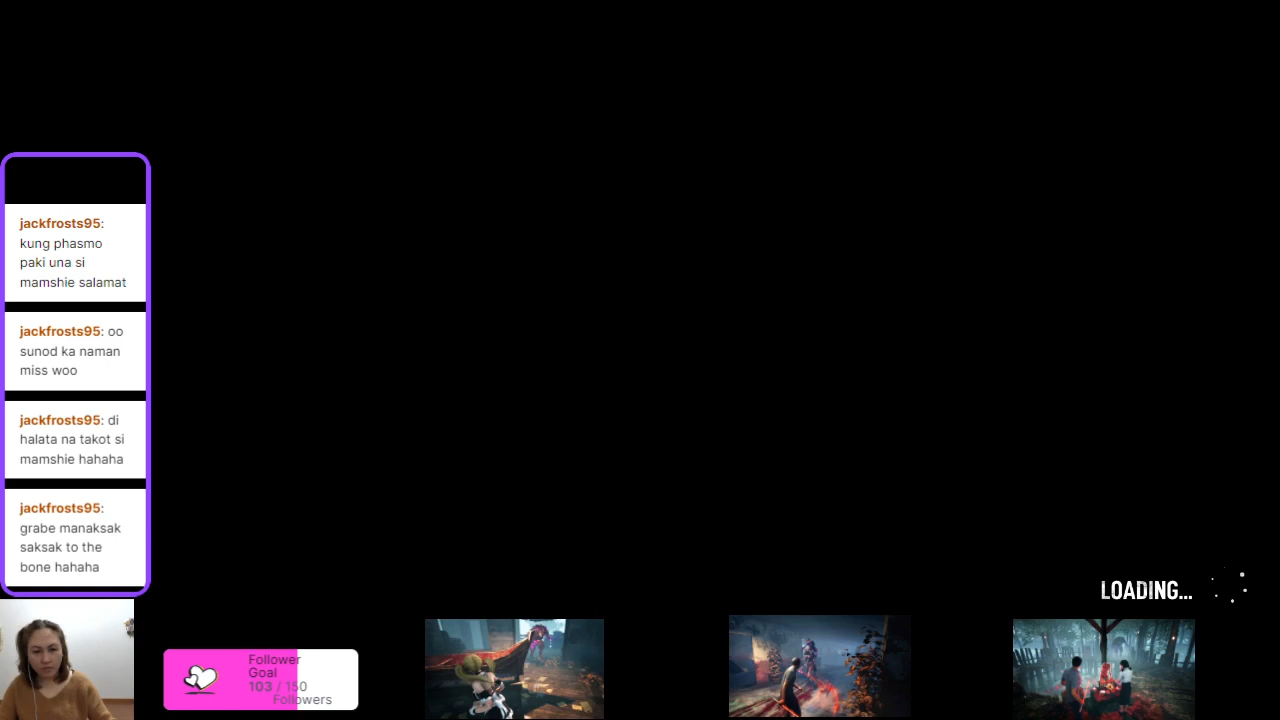 jackfrosts95:
kung phasmo
paki una si
mamshie salamat
jackfrosts95: oo
sunod ka naman
miss woo
jackfrosts95: di
halata na takot si
mamshie hahaha
jackfrosts95:
grabe manaksak
saksak to the
bone hahaha
LOADING...
Follower
Goal
103 / 150
Followers